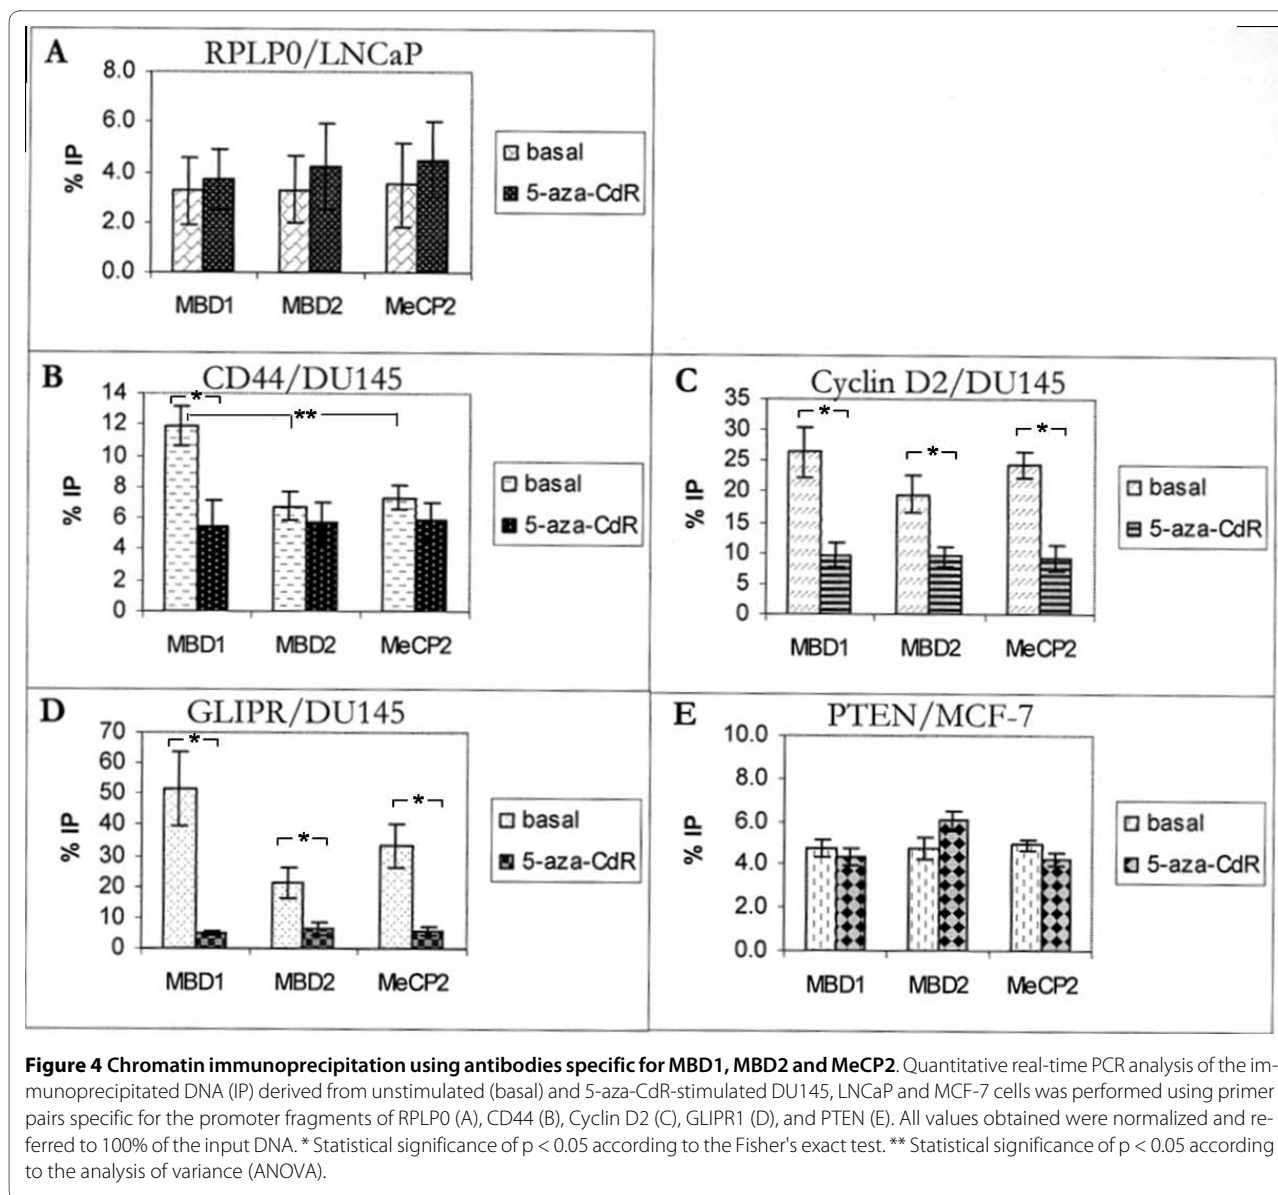 A
RPLP0/LNCaP
8.0
6.0
4.0
2.0
0.0
% IP
MBD1 MBD2 MeCP2
basal
5-aza-CdR
B
CD44/DU145
14
12
10
8
6
4
2
0
% IP
*
**
MBD1 MBD2 MeCP2
basal
5-aza-CdR
C
Cyclin D2/DU145
35
30
25
20
15
10
5
0
% IP
* * *
MBD1 MBD2 MeCP2
basal
5-aza-CdR
D
GLIPR/DU145
70
60
50
40
30
20
10
0
% IP
* * *
MBD1 MBD2 MeCP2
basal
5-aza-CdR
E
PTEN/MCF-7
10.0
8.0
6.0
4.0
2.0
0.0
% IP
MBD1 MBD2 MeCP2
basal
5-aza-CdR
Figure 4 Chromatin immunoprecipitation using antibodies specific for MBD1, MBD2 and MeCP2. Quantitative real-time PCR analysis of the im-
munoprecipitated DNA (IP) derived from unstimulated (basal) and 5-aza-CdR-stimulated DU145, LNCaP and MCF-7 cells was performed using primer
pairs specific for the promoter fragments of RPLP0 (A), CD44 (B), Cyclin D2 (C), GLIPR1 (D), and PTEN (E). All values obtained were normalized and re-
ferred to 100% of the input DNA. * Statistical significance of p < 0.05 according to the Fisher's exact test. ** Statistical significance of p < 0.05 according
to the analysis of variance (ANOVA).